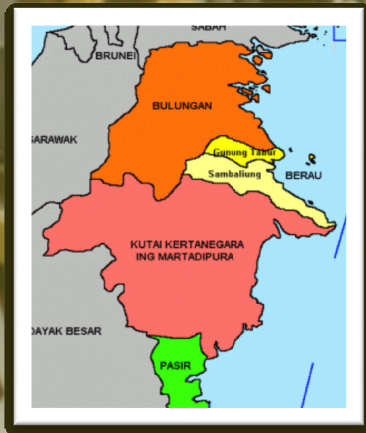 SABAH
BRUNEI
BULUNGAN
SARAWAK
Gunung Tabur
Sambaliung
BERAU
KUTAI KERTANEGARA
ING MARTADIPURA
DAYAK BESAR
PASIR